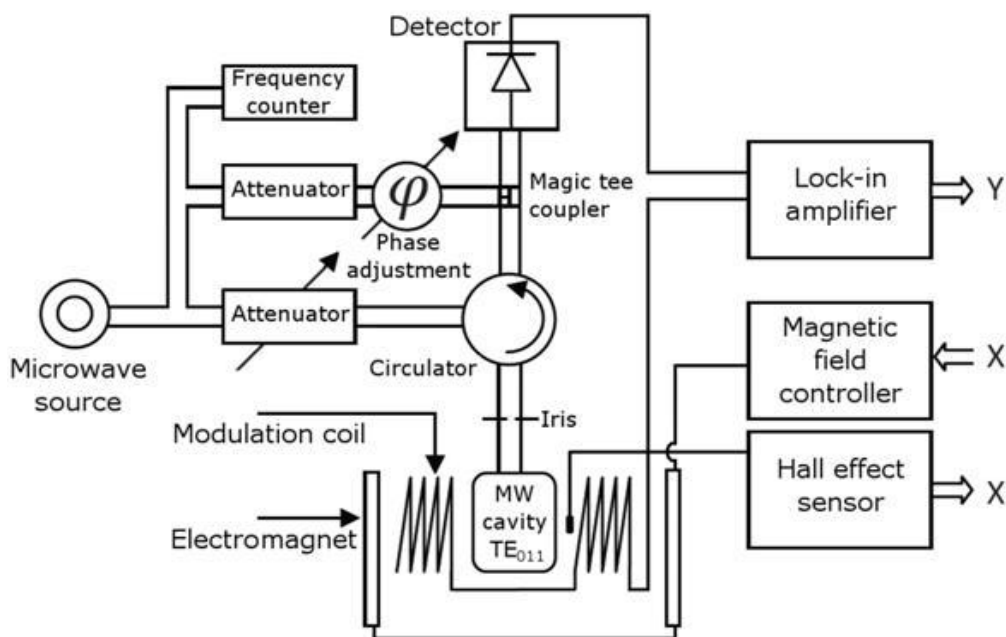 Detector
Frequency
counter
Attenuator
φ
Magic tee
coupler
Phase
adjustment
Lock-in
amplifier
Y
Attenuator
Microwave
source
Circulator
Magnetic
field
controller
X
Iris
Modulation coil
Hall effect
sensor
X
MW
cavity
TE₀₁₁
Electromagnet